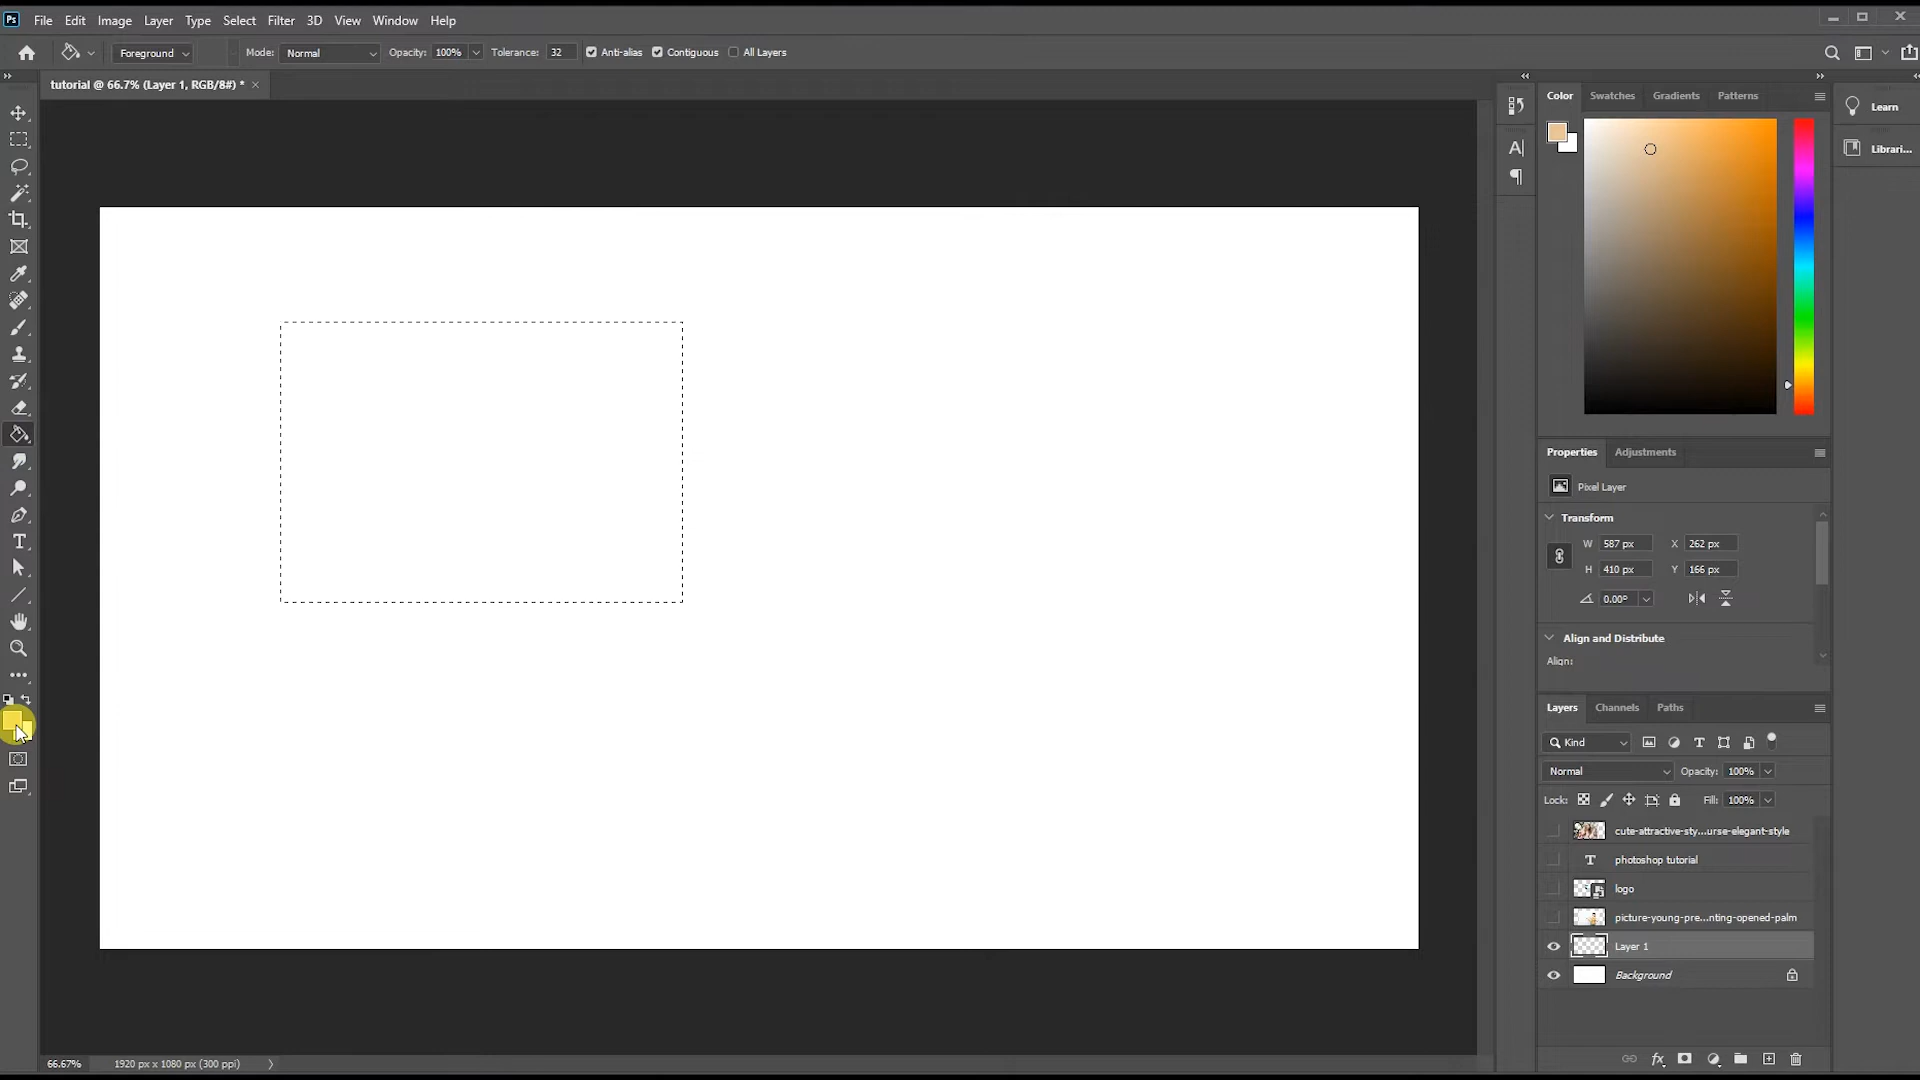 Ps File Edit Image Layer Type Select Filter 3D View Window Help
Foreground Mode: Normal Opacity: 100% Tolerance: 32 Anti-alias Contiguous All Layers
tutorial @ 66.7% (Layer 1, RGB/8#) * ×
Color Swatches Gradients Patterns
Learn
Librari...
Properties Adjustments
Pixel Layer
Transform
W 587 px X 262 px
H 410 px Y 166 px
0.00°
Align and Distribute
Align:
Layers Channels Paths
Kind
Normal Opacity: 100%
Lock: Fill: 100%
cute-attractive-sty...urse-elegant-style
photoshop tutorial
logo
picture-young-pre...nting-opened-palm
Layer 1
Background
66.67% 1920 px x 1080 px (300 ppi)